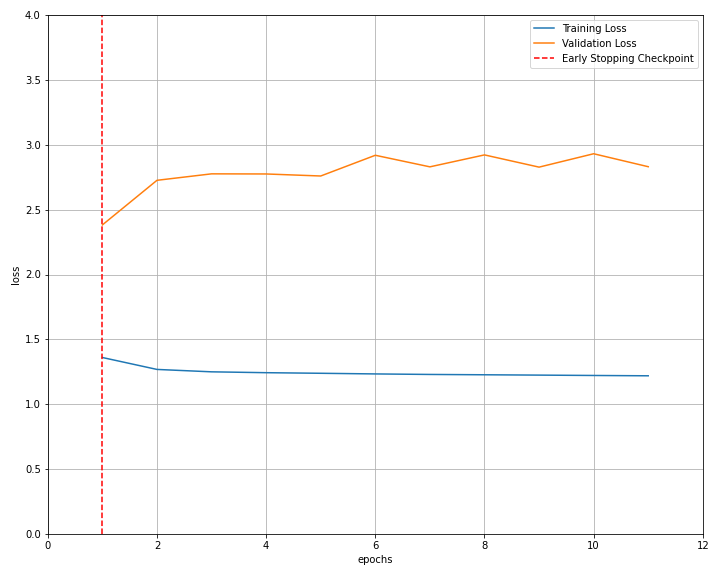 4.0
3.5
3.0
2.5
2.0
1.5
1.0
0.5
0.0
loss
0 2 4 6 8 10 12
epochs
Training Loss
Validation Loss
Early Stopping Checkpoint